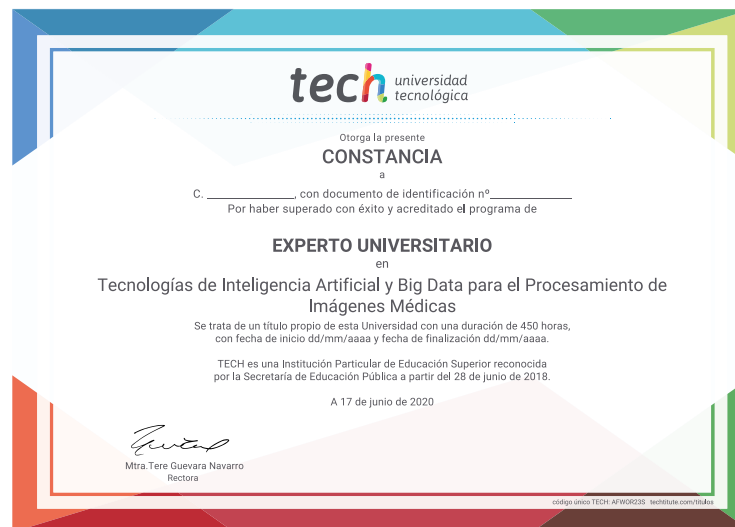 tech universidad
tecnológica
Otorga la presente
CONSTANCIA
a
C. ______________, con documento de identificación nº______________
Por haber superado con éxito y acreditado el programa de
EXPERTO UNIVERSITARIO
en
Tecnologías de Inteligencia Artificial y Big Data para el Procesamiento de
Imágenes Médicas
Se trata de un título propio de esta Universidad con una duración de 450 horas,
con fecha de inicio dd/mm/aaaa y fecha de finalización dd/mm/aaaa.
TECH es una Institución Particular de Educación Superior reconocida
por la Secretaría de Educación Pública a partir del 28 de junio de 2018.
A 17 de junio de 2020
Mtra.Tere Guevara Navarro
Rectora
código único TECH: AFWOR23S techtitute.com/titulos